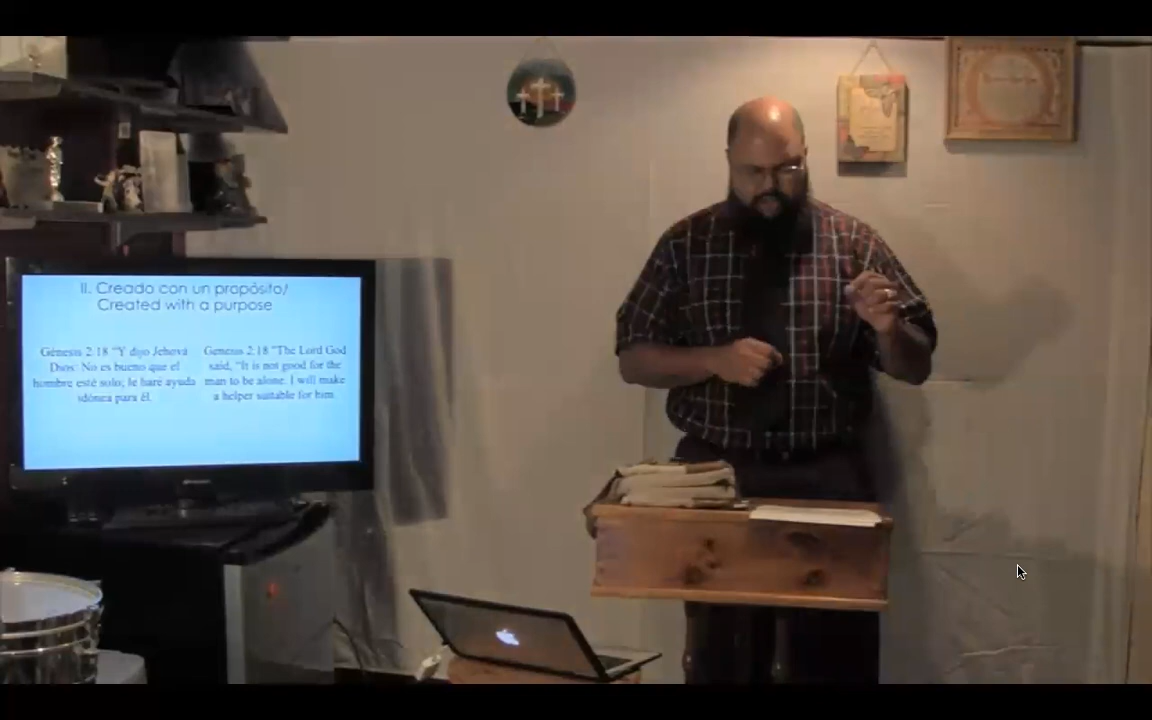 II. Creado con un propósito/
Created with a purpose
Génesis 2:18 "Y dijo Jehová
Dios: No es bueno que el
hombre esté solo; le haré ayuda
idónea para él.
Genesis 2:18 "The Lord God
said, "It is not good for the
man to be alone. I will make
a helper suitable for him.